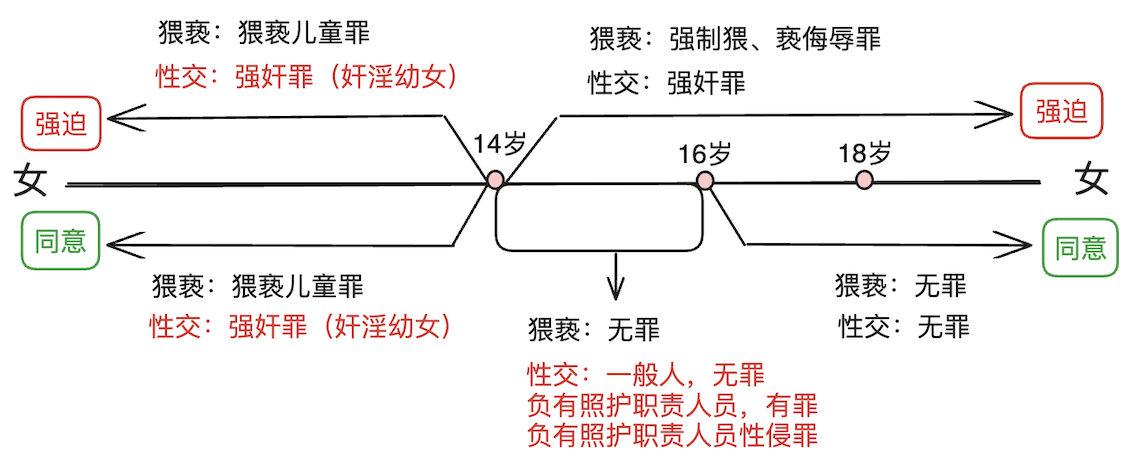 猥亵：猥亵儿童罪
性交：强奸罪（奸淫幼女）
猥亵：强制猥、亵侮辱罪
性交：强奸罪
强迫
强迫
14岁
16岁
18岁
女
女
同意
同意
猥亵：猥亵儿童罪
性交：强奸罪（奸淫幼女）
猥亵：无罪
性交：一般人，无罪
负有照护职责人员，有罪
负有照护职责人员性侵罪
猥亵：无罪
性交：无罪